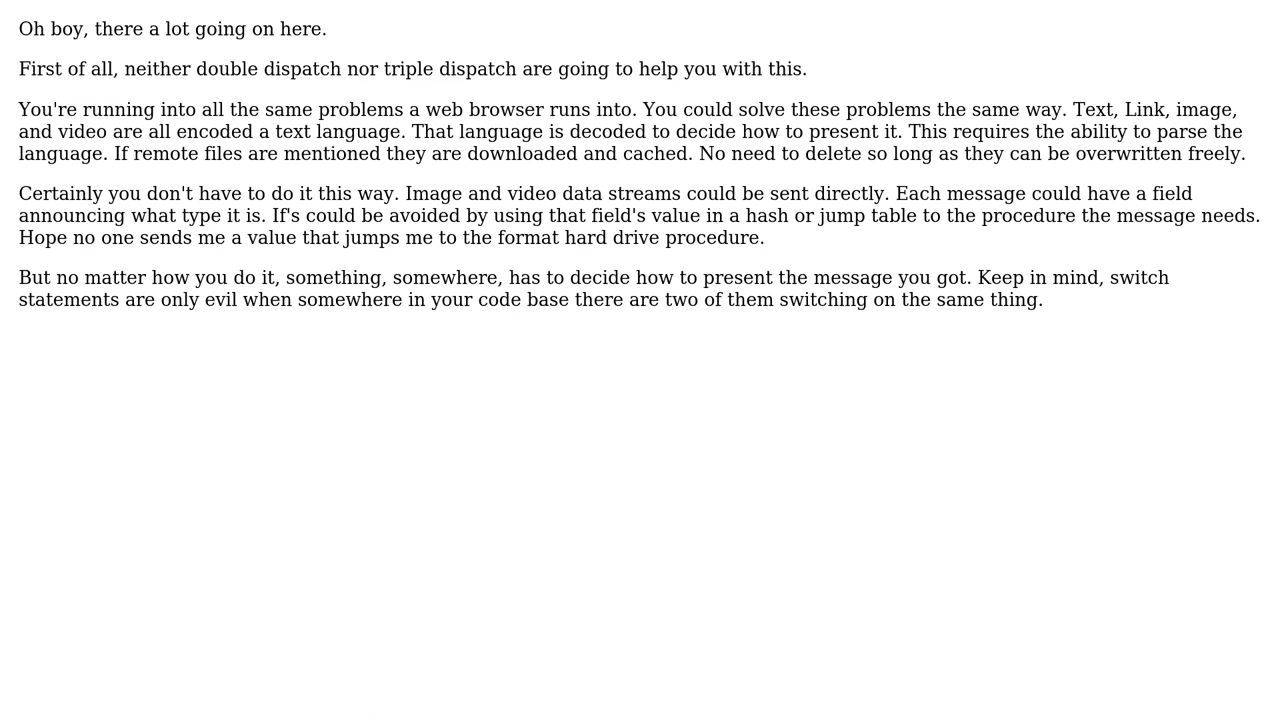 Oh boy, there a lot going on here.
First of all, neither double dispatch nor triple dispatch are going to help you with this.
You're running into all the same problems a web browser runs into. You could solve these problems the same way. Text, Link, image,
and video are all encoded a text language. That language is decoded to decide how to present it. This requires the ability to parse the
language. If remote files are mentioned they are downloaded and cached. No need to delete so long as they can be overwritten freely.
Certainly you don't have to do it this way. Image and video data streams could be sent directly. Each message could have a field
announcing what type it is. If's could be avoided by using that field's value in a hash or jump table to the procedure the message needs.
Hope no one sends me a value that jumps me to the format hard drive procedure.
But no matter how you do it, something, somewhere, has to decide how to present the message you got. Keep in mind, switch
statements are only evil when somewhere in your code base there are two of them switching on the same thing.